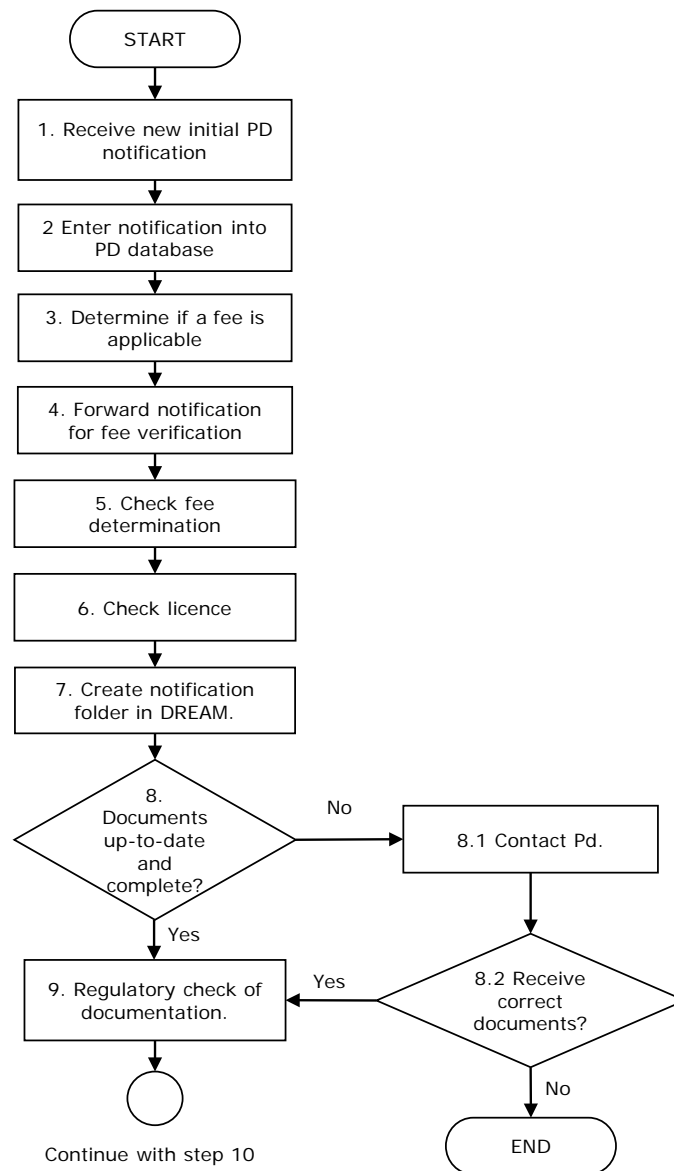 START
1. Receive new initial PD
notification
2 Enter notification into
PD database
3. Determine if a fee is
applicable
4. Forward notification
for fee verification
5. Check fee
determination
6. Check licence
7. Create notification
folder in DREAM.
8.
Documents
up-to-date
and
complete?
No
8.1 Contact Pd.
Yes
9. Regulatory check of
documentation.
Yes
8.2 Receive
correct
documents?
No
END
Continue with step 10